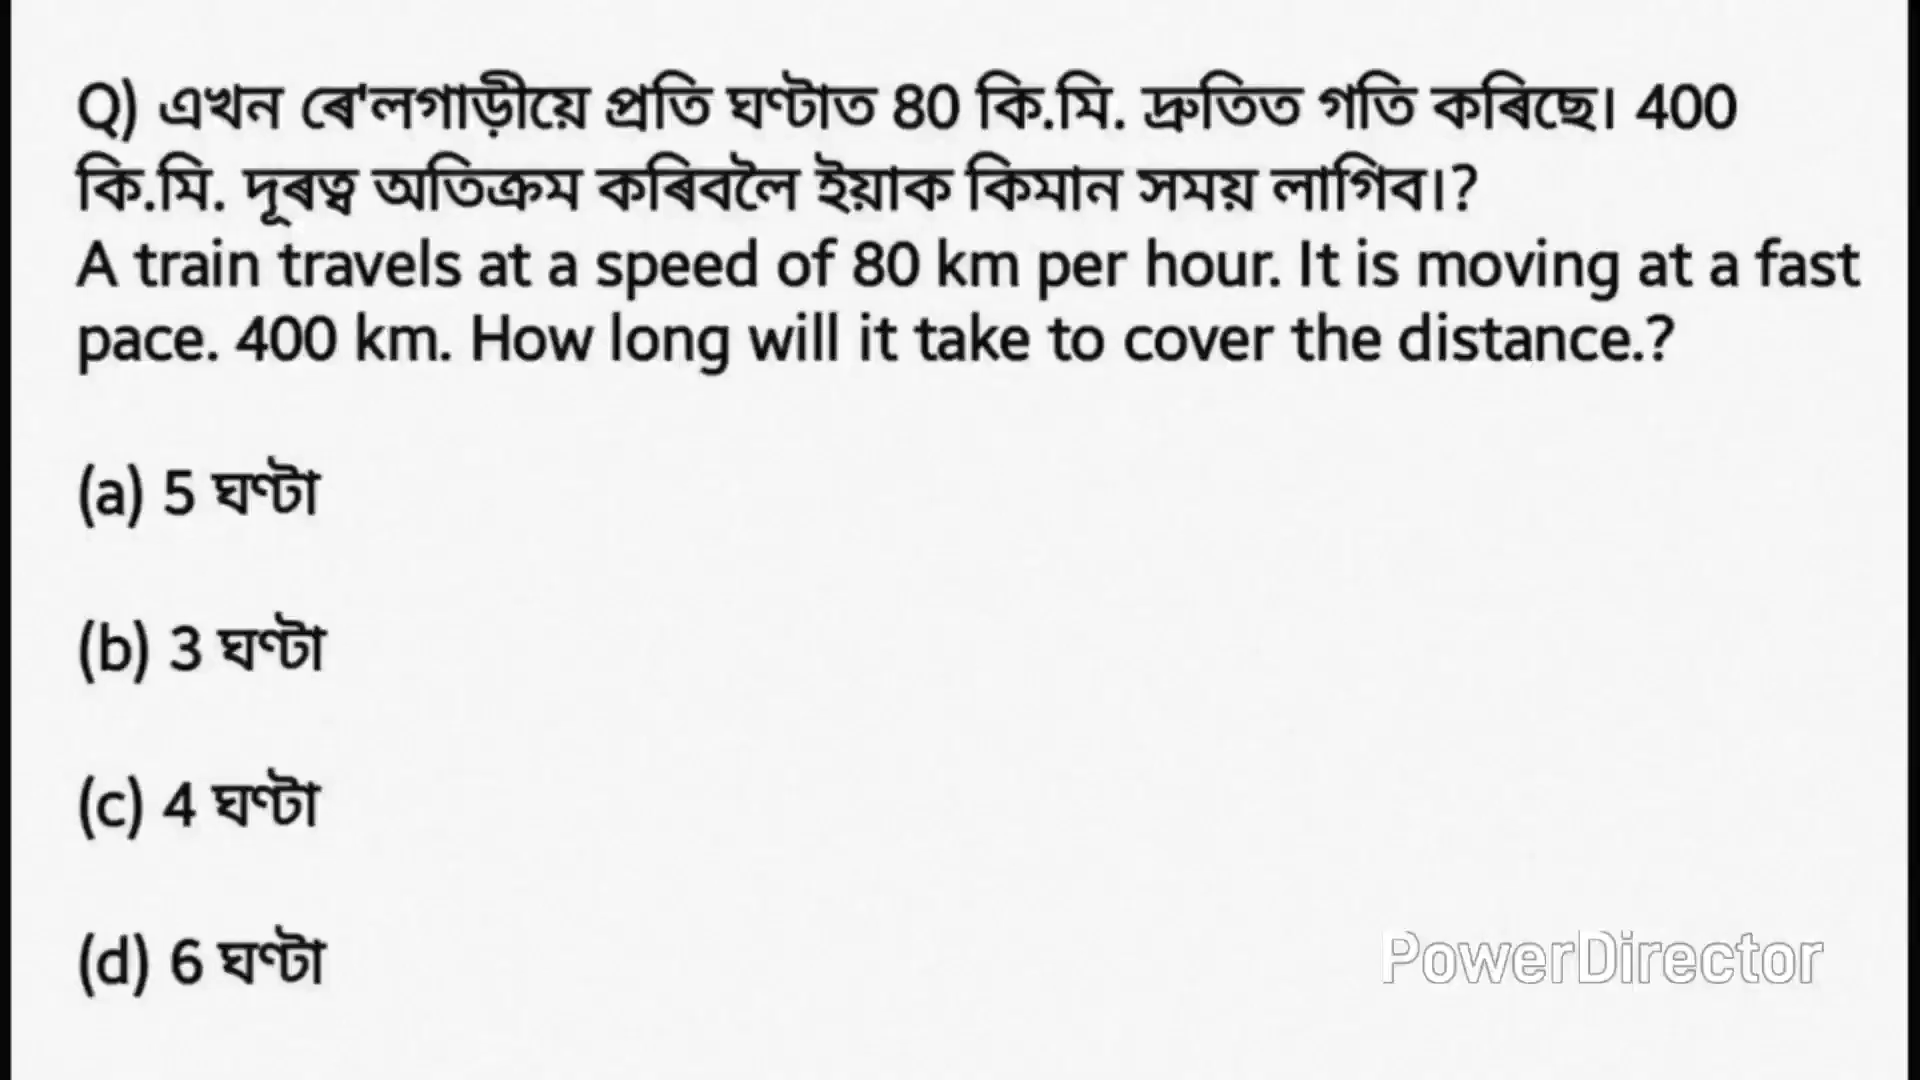 Q) এখন ৰে'লগাড়ীয়ে প্ৰতি ঘণ্টাত 80 কি.মি. দ্ৰুতিত গতি কৰিছে। 400
কি.মি. দূৰত্ব অতিক্ৰম কৰিবলৈ ইয়াক কিমান সময় লাগিব।?
A train travels at a speed of 80 km per hour. It is moving at a fast
pace. 400 km. How long will it take to cover the distance.?
(a) 5 ঘণ্টা
(b) 3 ঘণ্টা
(c) 4 ঘণ্টা
(d) 6 ঘণ্টা
PowerDirector